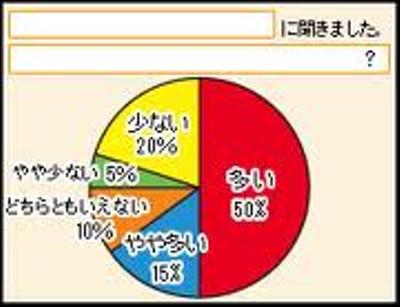 に聞きました。
？
少ない
20%
やや少ない 5%
どちらともいえない
10%
やや多い
15%
多い
50%